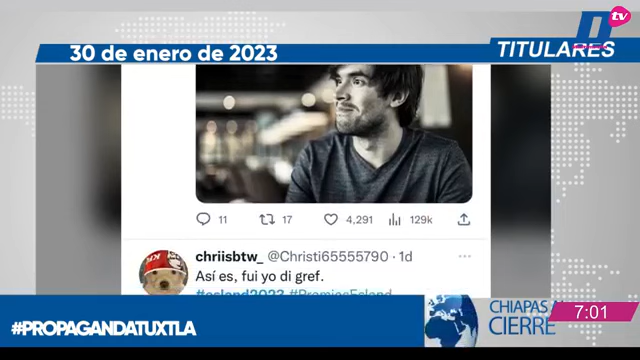 tv
30 de enero de 2023
TITULARES
11 17 4,291 129k
chriisbtw_ @Christi65555790 · 1d
Así es, fui yo di gref.
#esland2023 #PremiosEsland
CHIAPAS
CIERRE
7:01
#PROPAGANDATUXTLA